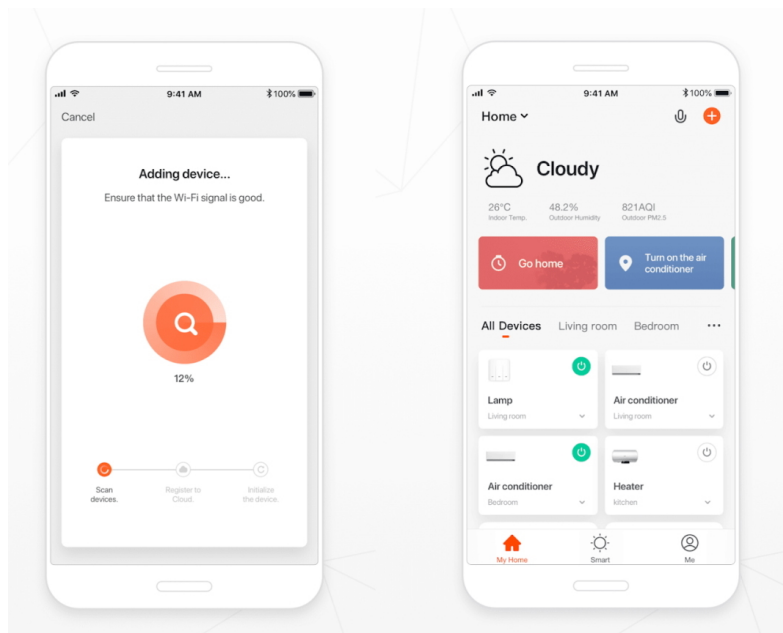 9:41 AM
100%
Cancel
Adding device...
Ensure that the Wi-Fi signal is good.
12%
Scan
devices.
Register to
Cloud.
Initialize
the device.
9:41 AM
100%
Home
Cloudy
26°C
48.2%
821AQI
Indoor Temp.
Outdoor Humidity
Outdoor PM2.5
Go home
Turn on the air
conditioner
All Devices
Living room
Bedroom
...
Lamp
Living room
Air conditioner
Living room
Air conditioner
Bedroom
Heater
kitchen
My Home
Smart
Me